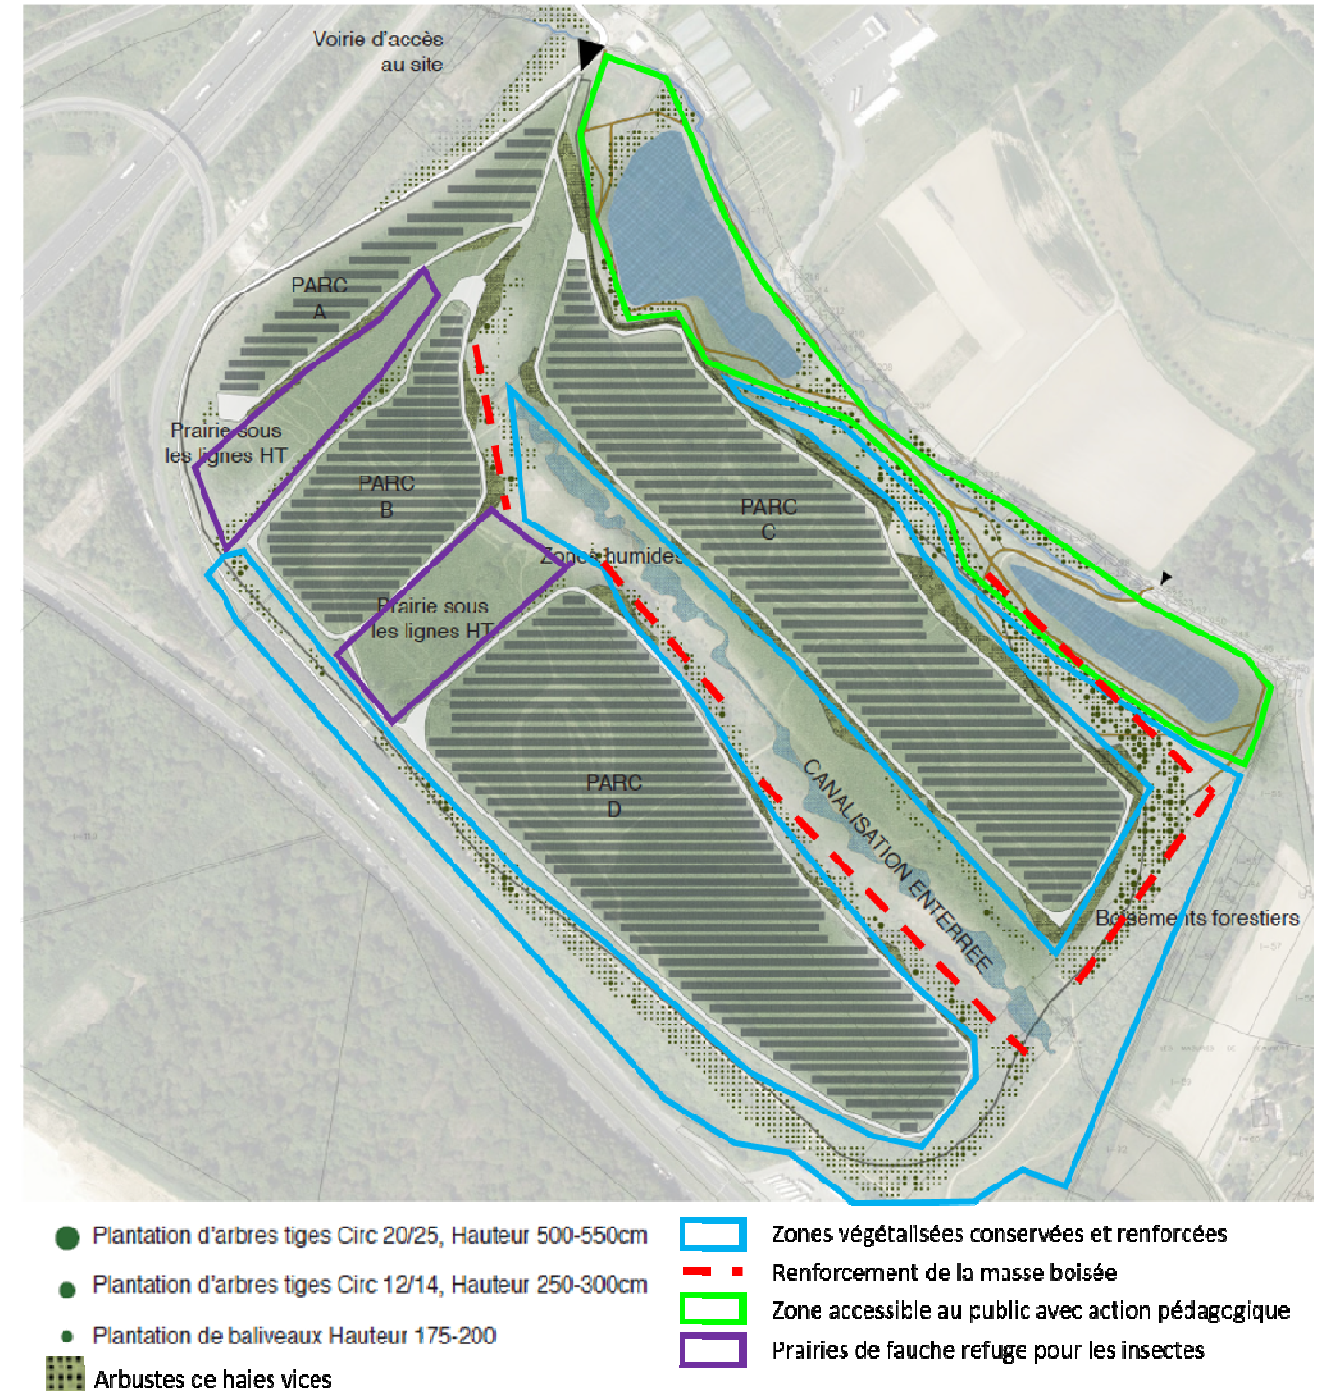 Voirie d'accès
au site
PARC
A
Prairie sous
les lignes HT
PARC
B
PARC
C
Zones humides
Prairie sous
les lignes HT
PARC
D
CANALISATION ENTERREE
Boisements forestiers
Plantation d'arbres tiges Circ 20/25, Hauteur 500-550cm
Plantation d'arbres tiges Circ 12/14, Hauteur 250-300cm
Plantation de baliveaux Hauteur 175-200
Arbustes ce haies vices
Zones végétalisées conservées et renforcées
Renforcement de la masse boisée
Zone accessible au public avec action pédagogique
Prairies de fauche refuge pour les insectes